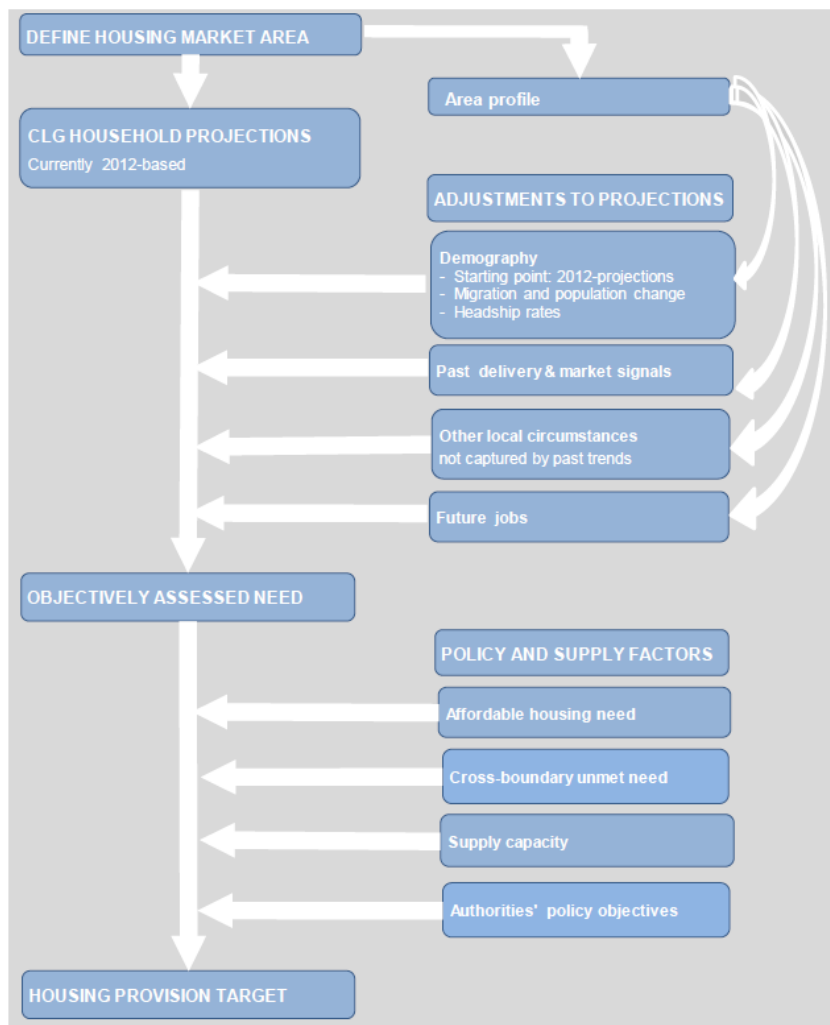 DEFINE HOUSING MARKET AREA
Area profile
CLG HOUSEHOLD PROJECTIONS
Currently 2012-based
ADJUSTMENTS TO PROJECTIONS
Demography
- Starting point: 2012-projections
- Migration and population change
- Headship rates
Past delivery & market signals
Other local circumstances
not captured by past trends
Future jobs
OBJECTIVELY ASSESSED NEED
POLICY AND SUPPLY FACTORS
Affordable housing need
Cross-boundary unmet need
Supply capacity
Authorities' policy objectives
HOUSING PROVISION TARGET